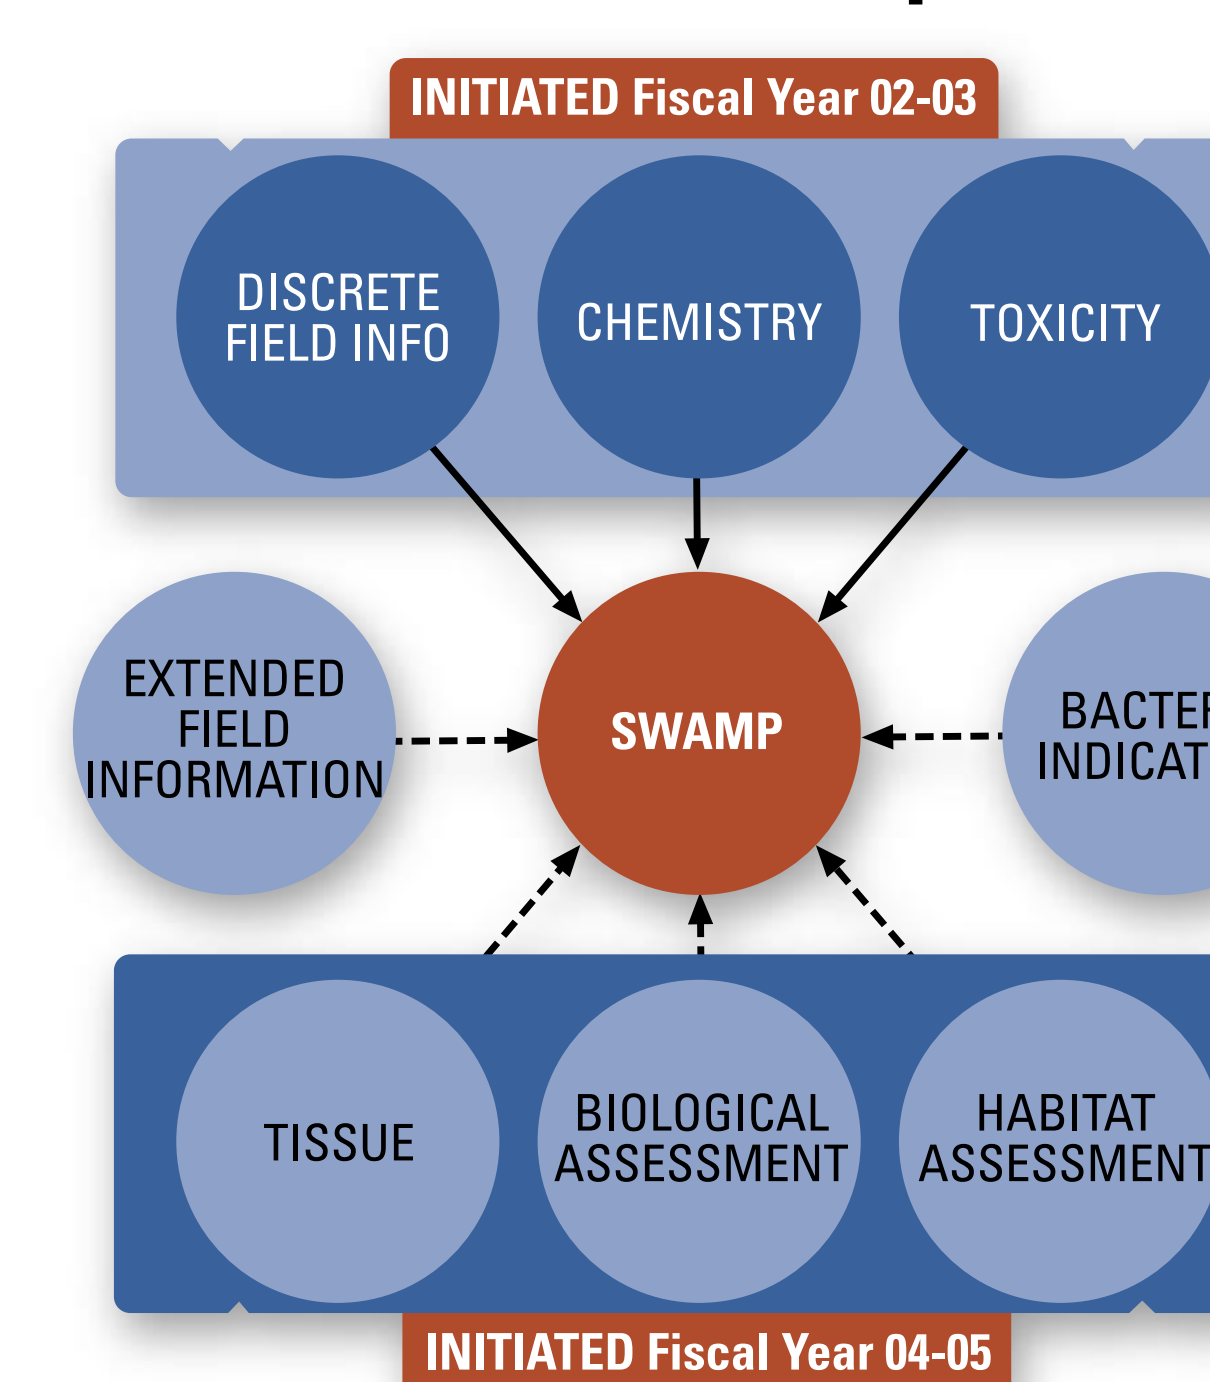 INITIATED Fiscal Year 02-03
DISCRETE
FIELD INFO
CHEMISTRY
TOXICITY
EXTENDED
FIELD
INFORMATION
SWAMP
TISSUE
BIOLOGICAL
ASSESSMENT
HABITAT
ASSESSMENT
INITIATED Fiscal Year 04-05